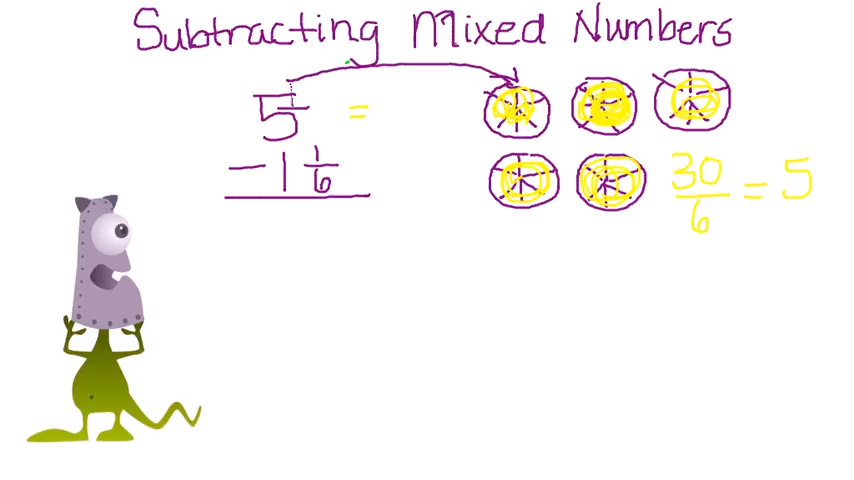 Subtracting Mixed Numbers
5 =
- 1 1/6
30/6 = 5